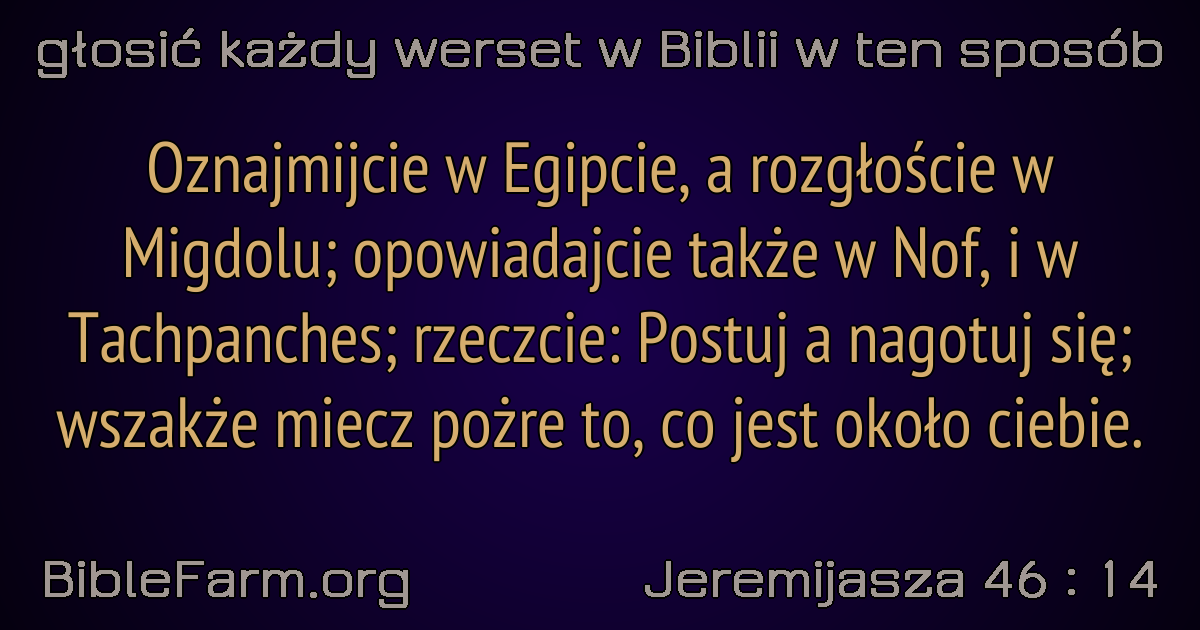 głosić każdy werset w Biblii w ten sposób
Oznajmijcie w Egipcie, a rozgłoście w
Migdolu; opowiadajcie także w Nof, i w
Tachpanches; rzeczcie: Postuj a nagotuj się;
wszakże miecz pożre to, co jest około ciebie.
BibleFarm.org
Jeremijasza 46 : 14